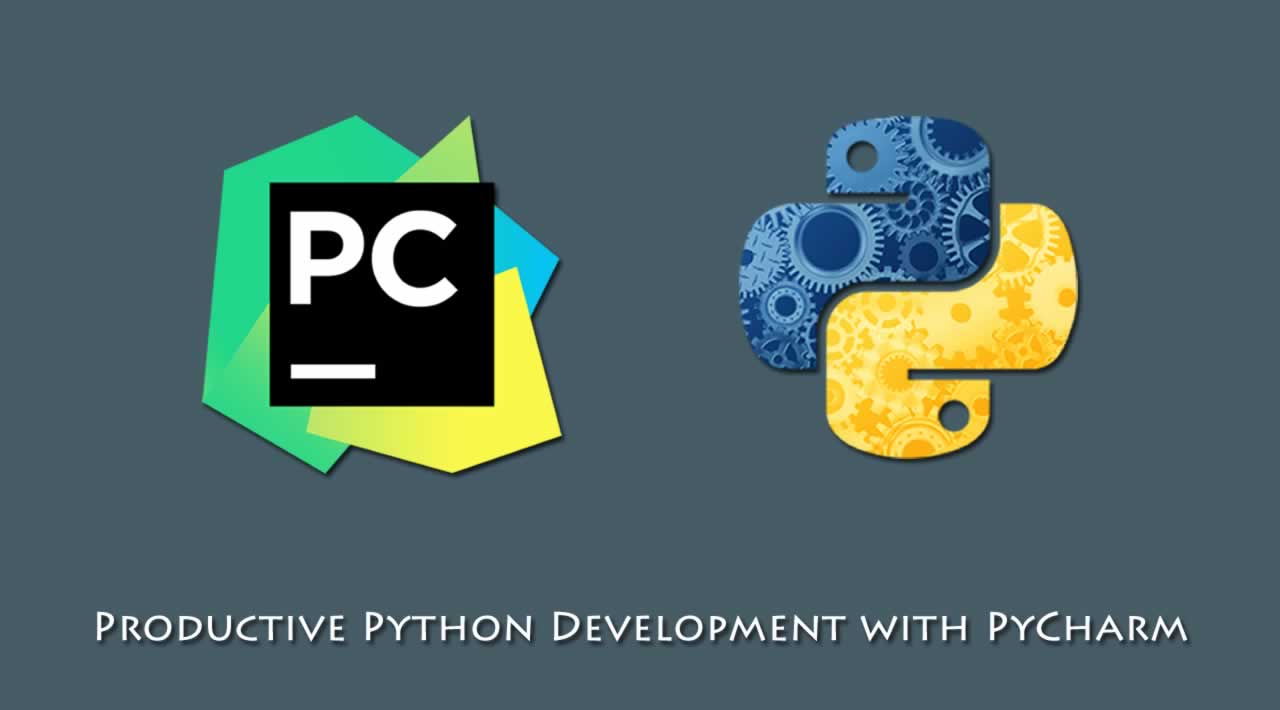 PC
PRODUCTIVE PYTHON DEVELOPMENT WITH PYCHARM